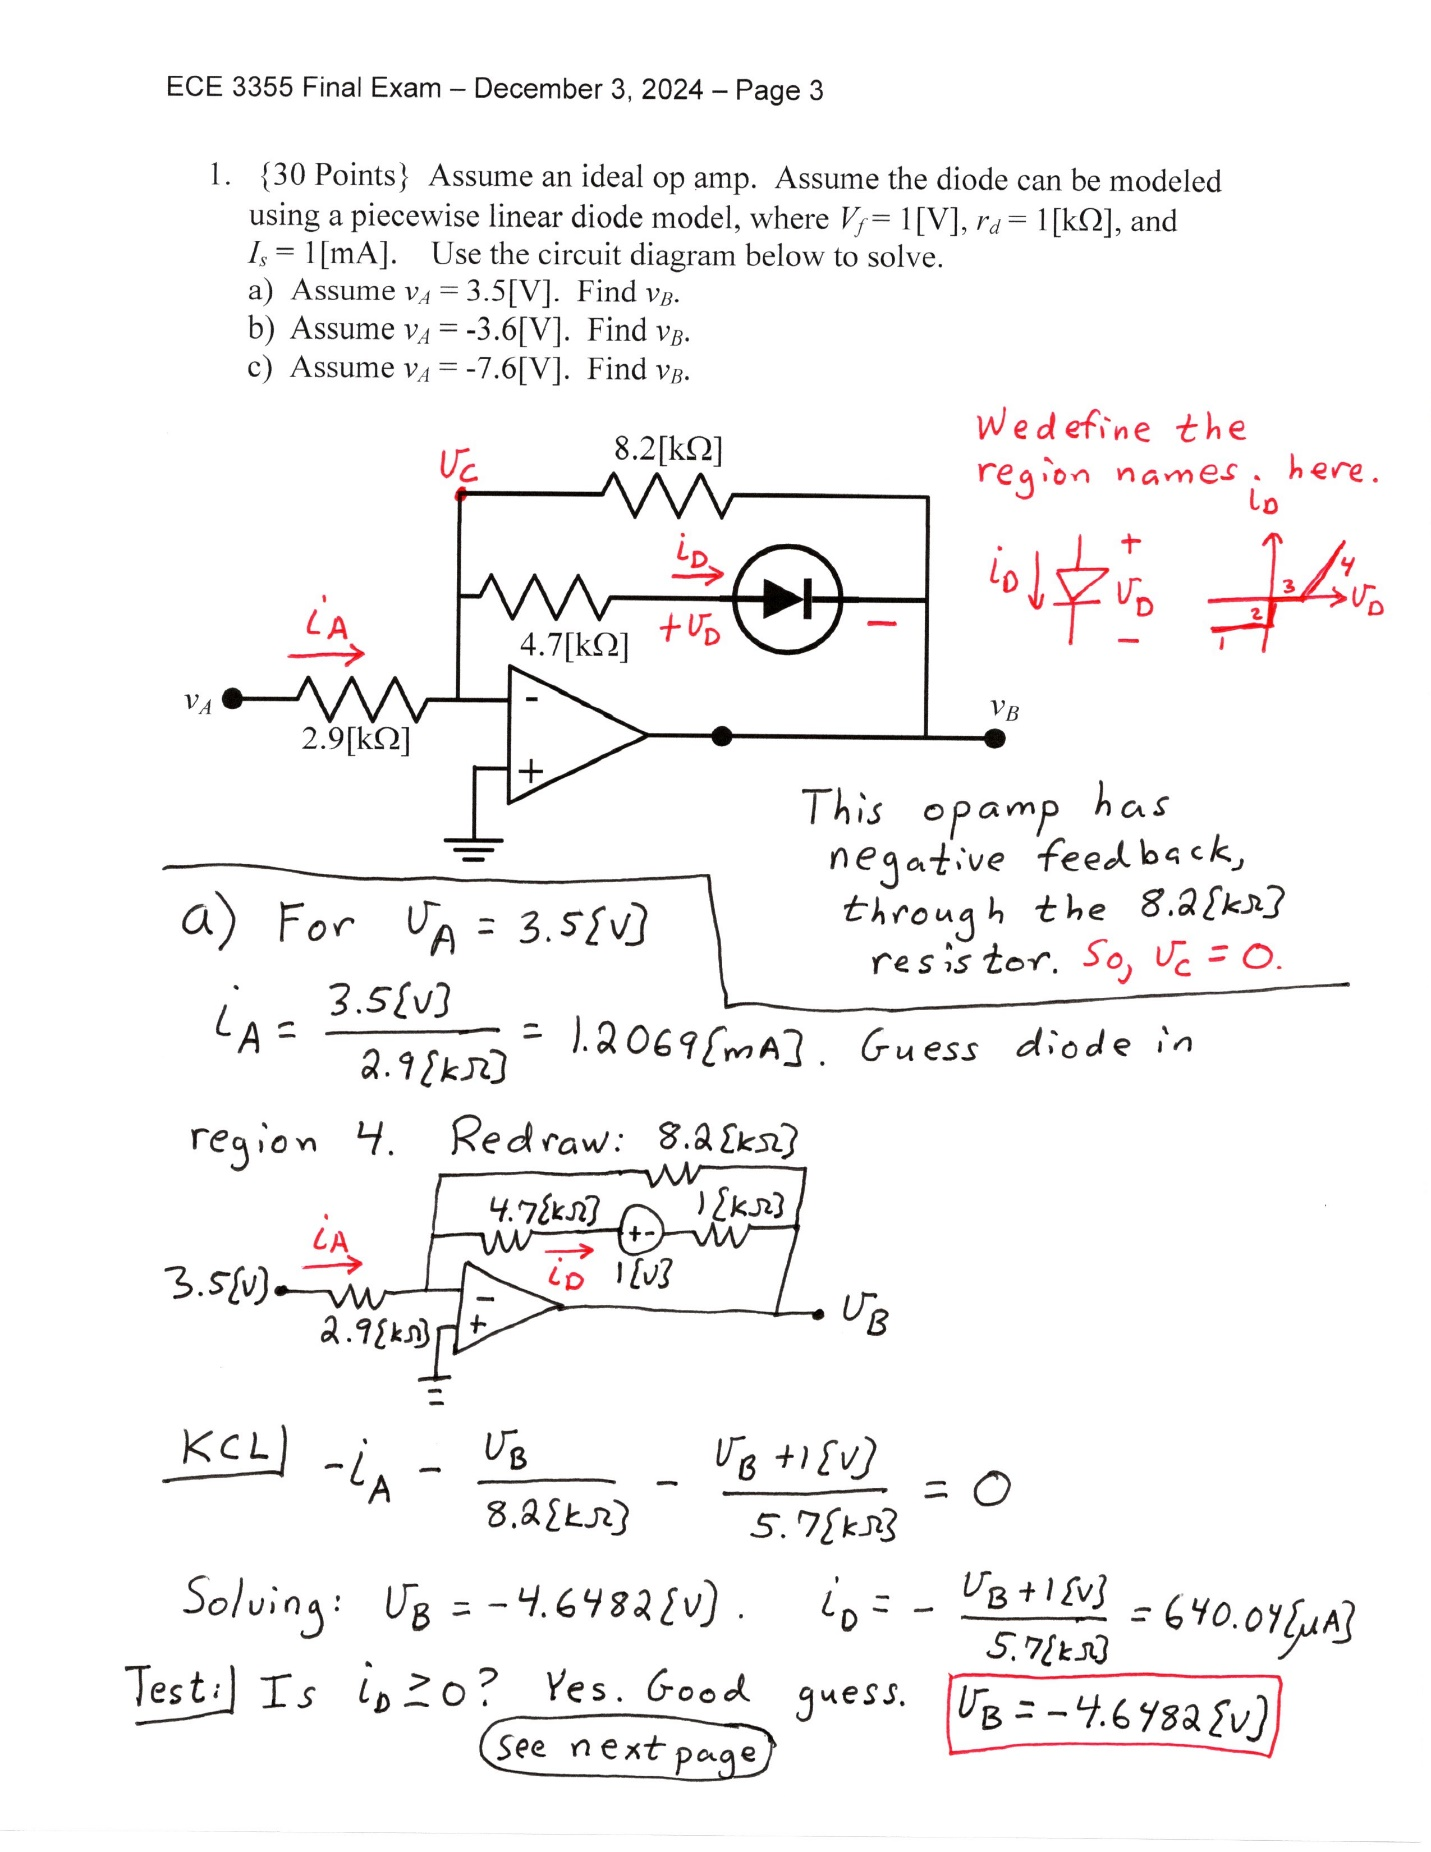 ECE 3355 Final Exam – December 3, 2024 – Page 3
1. {30 Points} Assume an ideal op amp. Assume the diode can be modeled
using a piecewise linear diode model, where Vf = 1[V], rd = 1[kΩ], and
Is = 1[mA]. Use the circuit diagram below to solve.
a) Assume vA = 3.5[V]. Find vB.
b) Assume vA = -3.6[V]. Find vB.
c) Assume vA = -7.6[V]. Find vB.
We define the
region names here.
vC
8.2[kΩ]
iD
iD
+
vD
-
iD
4
3
2
1
vD
iA
4.7[kΩ]
+vD
-
vA
2.9[kΩ]
-
+
vB
This opamp has
negative feedback,
through the 8.2[kΩ]
resistor. So, vC = 0.
a) For vA = 3.5[V]
iA = 3.5[V] / 2.9[kΩ] = 1.2069[mA]. Guess diode in
region 4. Redraw: 8.2[kΩ]
4.7[kΩ]
+-
1[kΩ]
iA
iD
1[V]
3.5[V]
2.9[kΩ]
-
+
vB
KCL| -iA - vB / 8.2[kΩ] - vB + 1[V] / 5.7[kΩ] = 0
Solving: vB = -4.6482[V]. iD = - vB + 1[V] / 5.7[kΩ] = 640.04[μA]
Test:| Is iD ≥ 0? Yes. Good guess. vB = -4.6482[V]
see next page